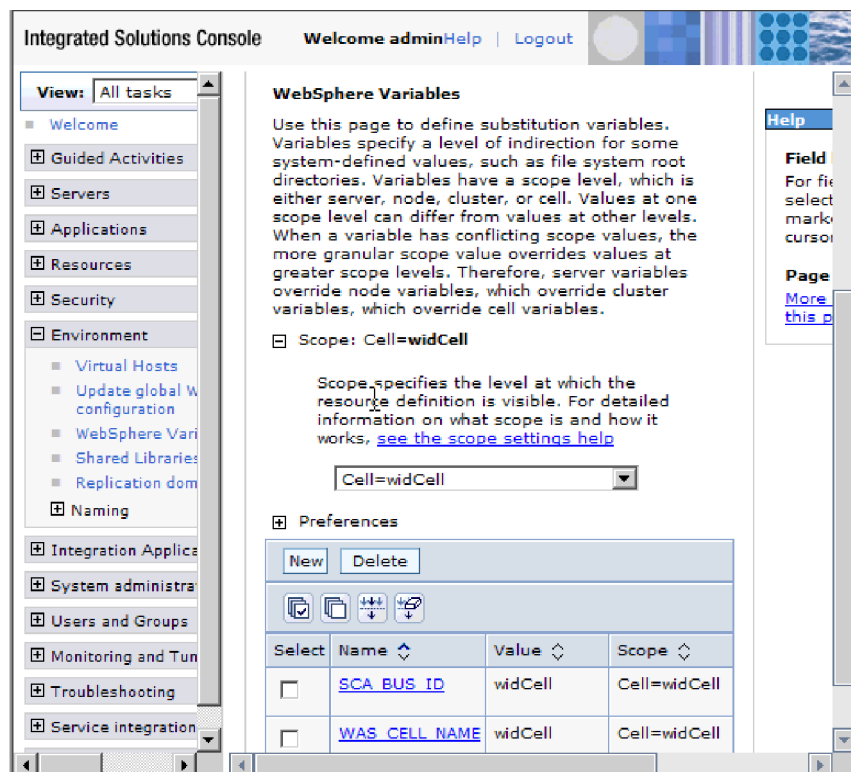 Integrated Solutions Console Welcome adminHelp | Logout
View: All tasks
Welcome
Guided Activities
Servers
Applications
Resources
Security
Environment
Virtual Hosts
Update global W
configuration
WebSphere Vari
Shared Libraries
Replication dom
Naming
Integration Applica
System administra
Users and Groups
Monitoring and Tun
Troubleshooting
Service integration
WebSphere Variables
Use this page to define substitution variables.
Variables specify a level of indirection for some
system-defined values, such as file system root
directories. Variables have a scope level, which is
either server, node, cluster, or cell. Values at one
scope level can differ from values at other levels.
When a variable has conflicting scope values, the
more granular scope value overrides values at
greater scope levels. Therefore, server variables
override node variables, which override cluster
variables, which override cell variables.
Scope: Cell=widCell
Scope specifies the level at which the
resource definition is visible. For detailed
information on what scope is and how it
works, see the scope settings help
Cell=widCell
Preferences
New Delete
Select Name Value Scope
SCA_BUS_ID widCell Cell=widCell
WAS_CELL_NAME widCell Cell=widCell
Help
Field
For fie
select
mark
curso
Page
More
this p